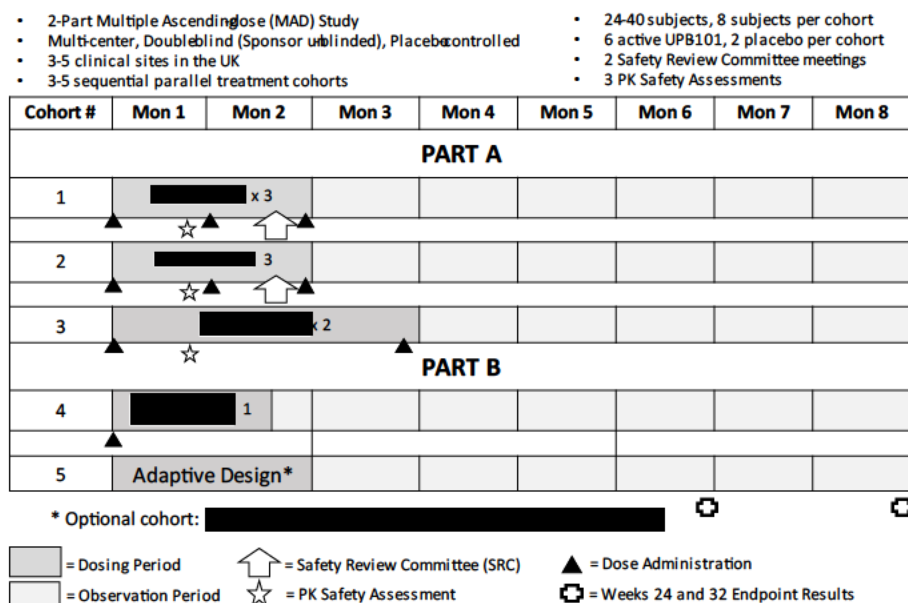 • 2-Part Multiple Ascending-dose (MAD) Study
• Multi-center, Doubleblind (Sponsor unblinded), Placebo-controlled
• 3-5 clinical sites in the UK
• 3-5 sequential parallel treatment cohorts
• 24-40 subjects, 8 subjects per cohort
• 6 active UPB101, 2 placebo per cohort
• 2 Safety Review Committee meetings
• 3 PK Safety Assessments
Cohort # Mon 1 Mon 2 Mon 3 Mon 4 Mon 5 Mon 6 Mon 7 Mon 8
PART A
1 x 3
2 3
3 x 2
PART B
4 1
5 Adaptive Design*
* Optional cohort:
= Dosing Period = Safety Review Committee (SRC) = Dose Administration
= Observation Period = PK Safety Assessment = Weeks 24 and 32 Endpoint Results